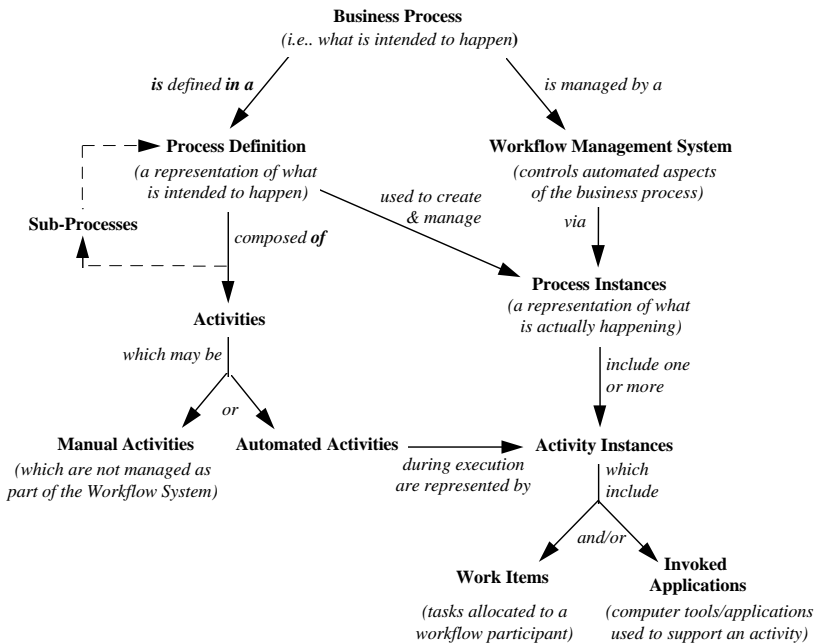 Business Process
(i.e.. what is intended to happen)
is defined in a
is managed by a
Process Definition
(a representation of what
is intended to happen)
Workflow Management System
(controls automated aspects
of the business process)
used to create
& manage
Sub-Processes
composed of
via
Process Instances
(a representation of what
is actually happening)
Activities
which may be
include one
or more
or
Manual Activities
(which are not managed as
part of the Workflow System)
Automated Activities
during execution
are represented by
Activity Instances
which
include
and/or
Work Items
(tasks allocated to a
workflow participant)
Invoked
Applications
(computer tools/applications
used to support an activity)